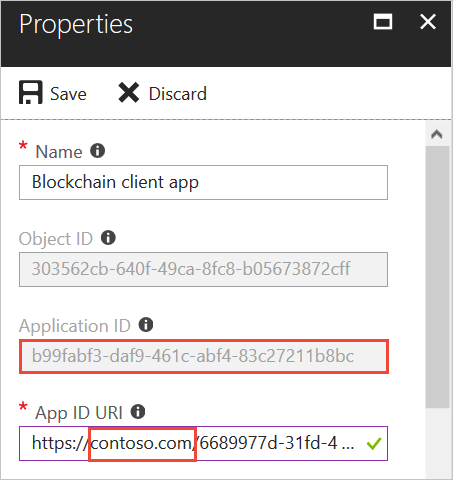 Properties
Save Discard
* Name
Blockchain client app
Object ID
303562cb-640f-49ca-8fc8-b05673872cff
Application ID
b99fabf3-daf9-461c-abf4-83c27211b8bc
* App ID URI
https://contoso.com/6689977d-31fd-4 ...